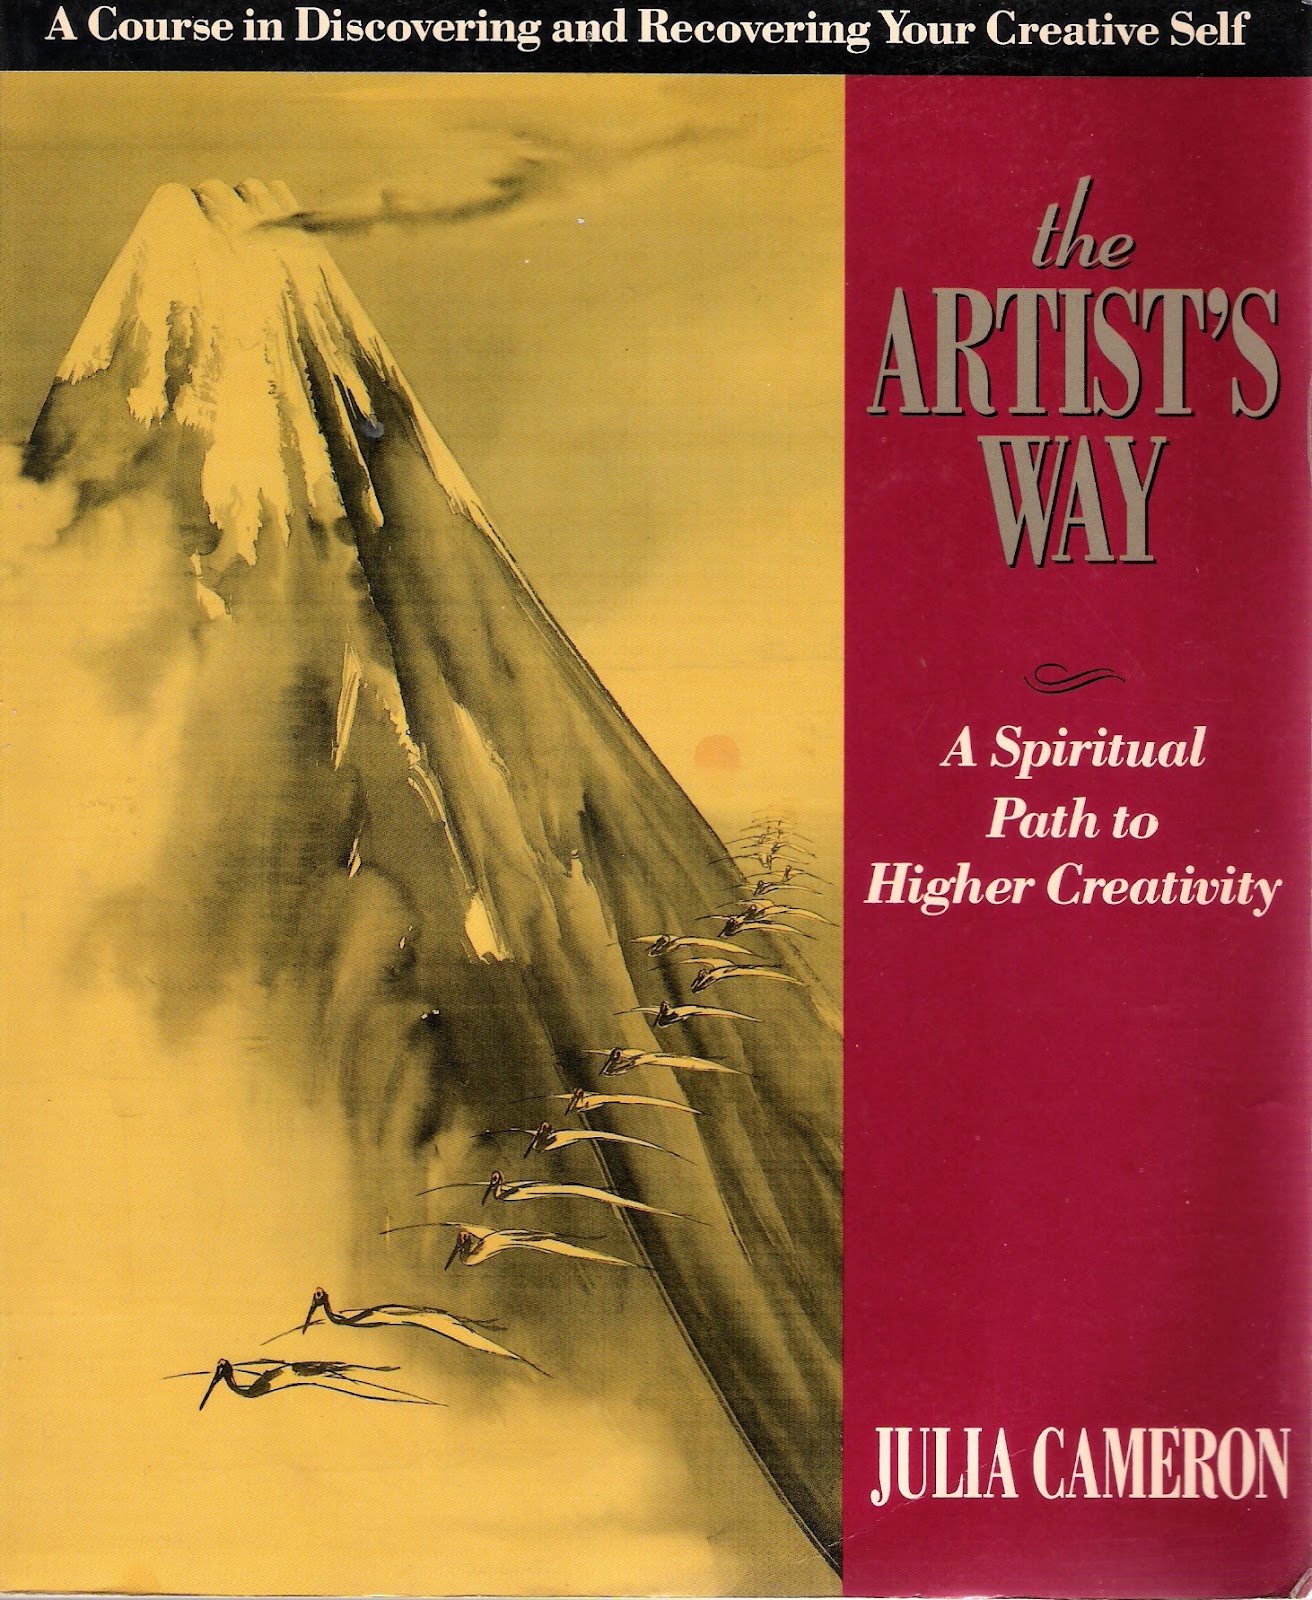 A Course in Discovering and Recovering Your Creative Self
the
ARTIST'S
WAY
A Spiritual
Path to
Higher Creativity
JULIA CAMERON